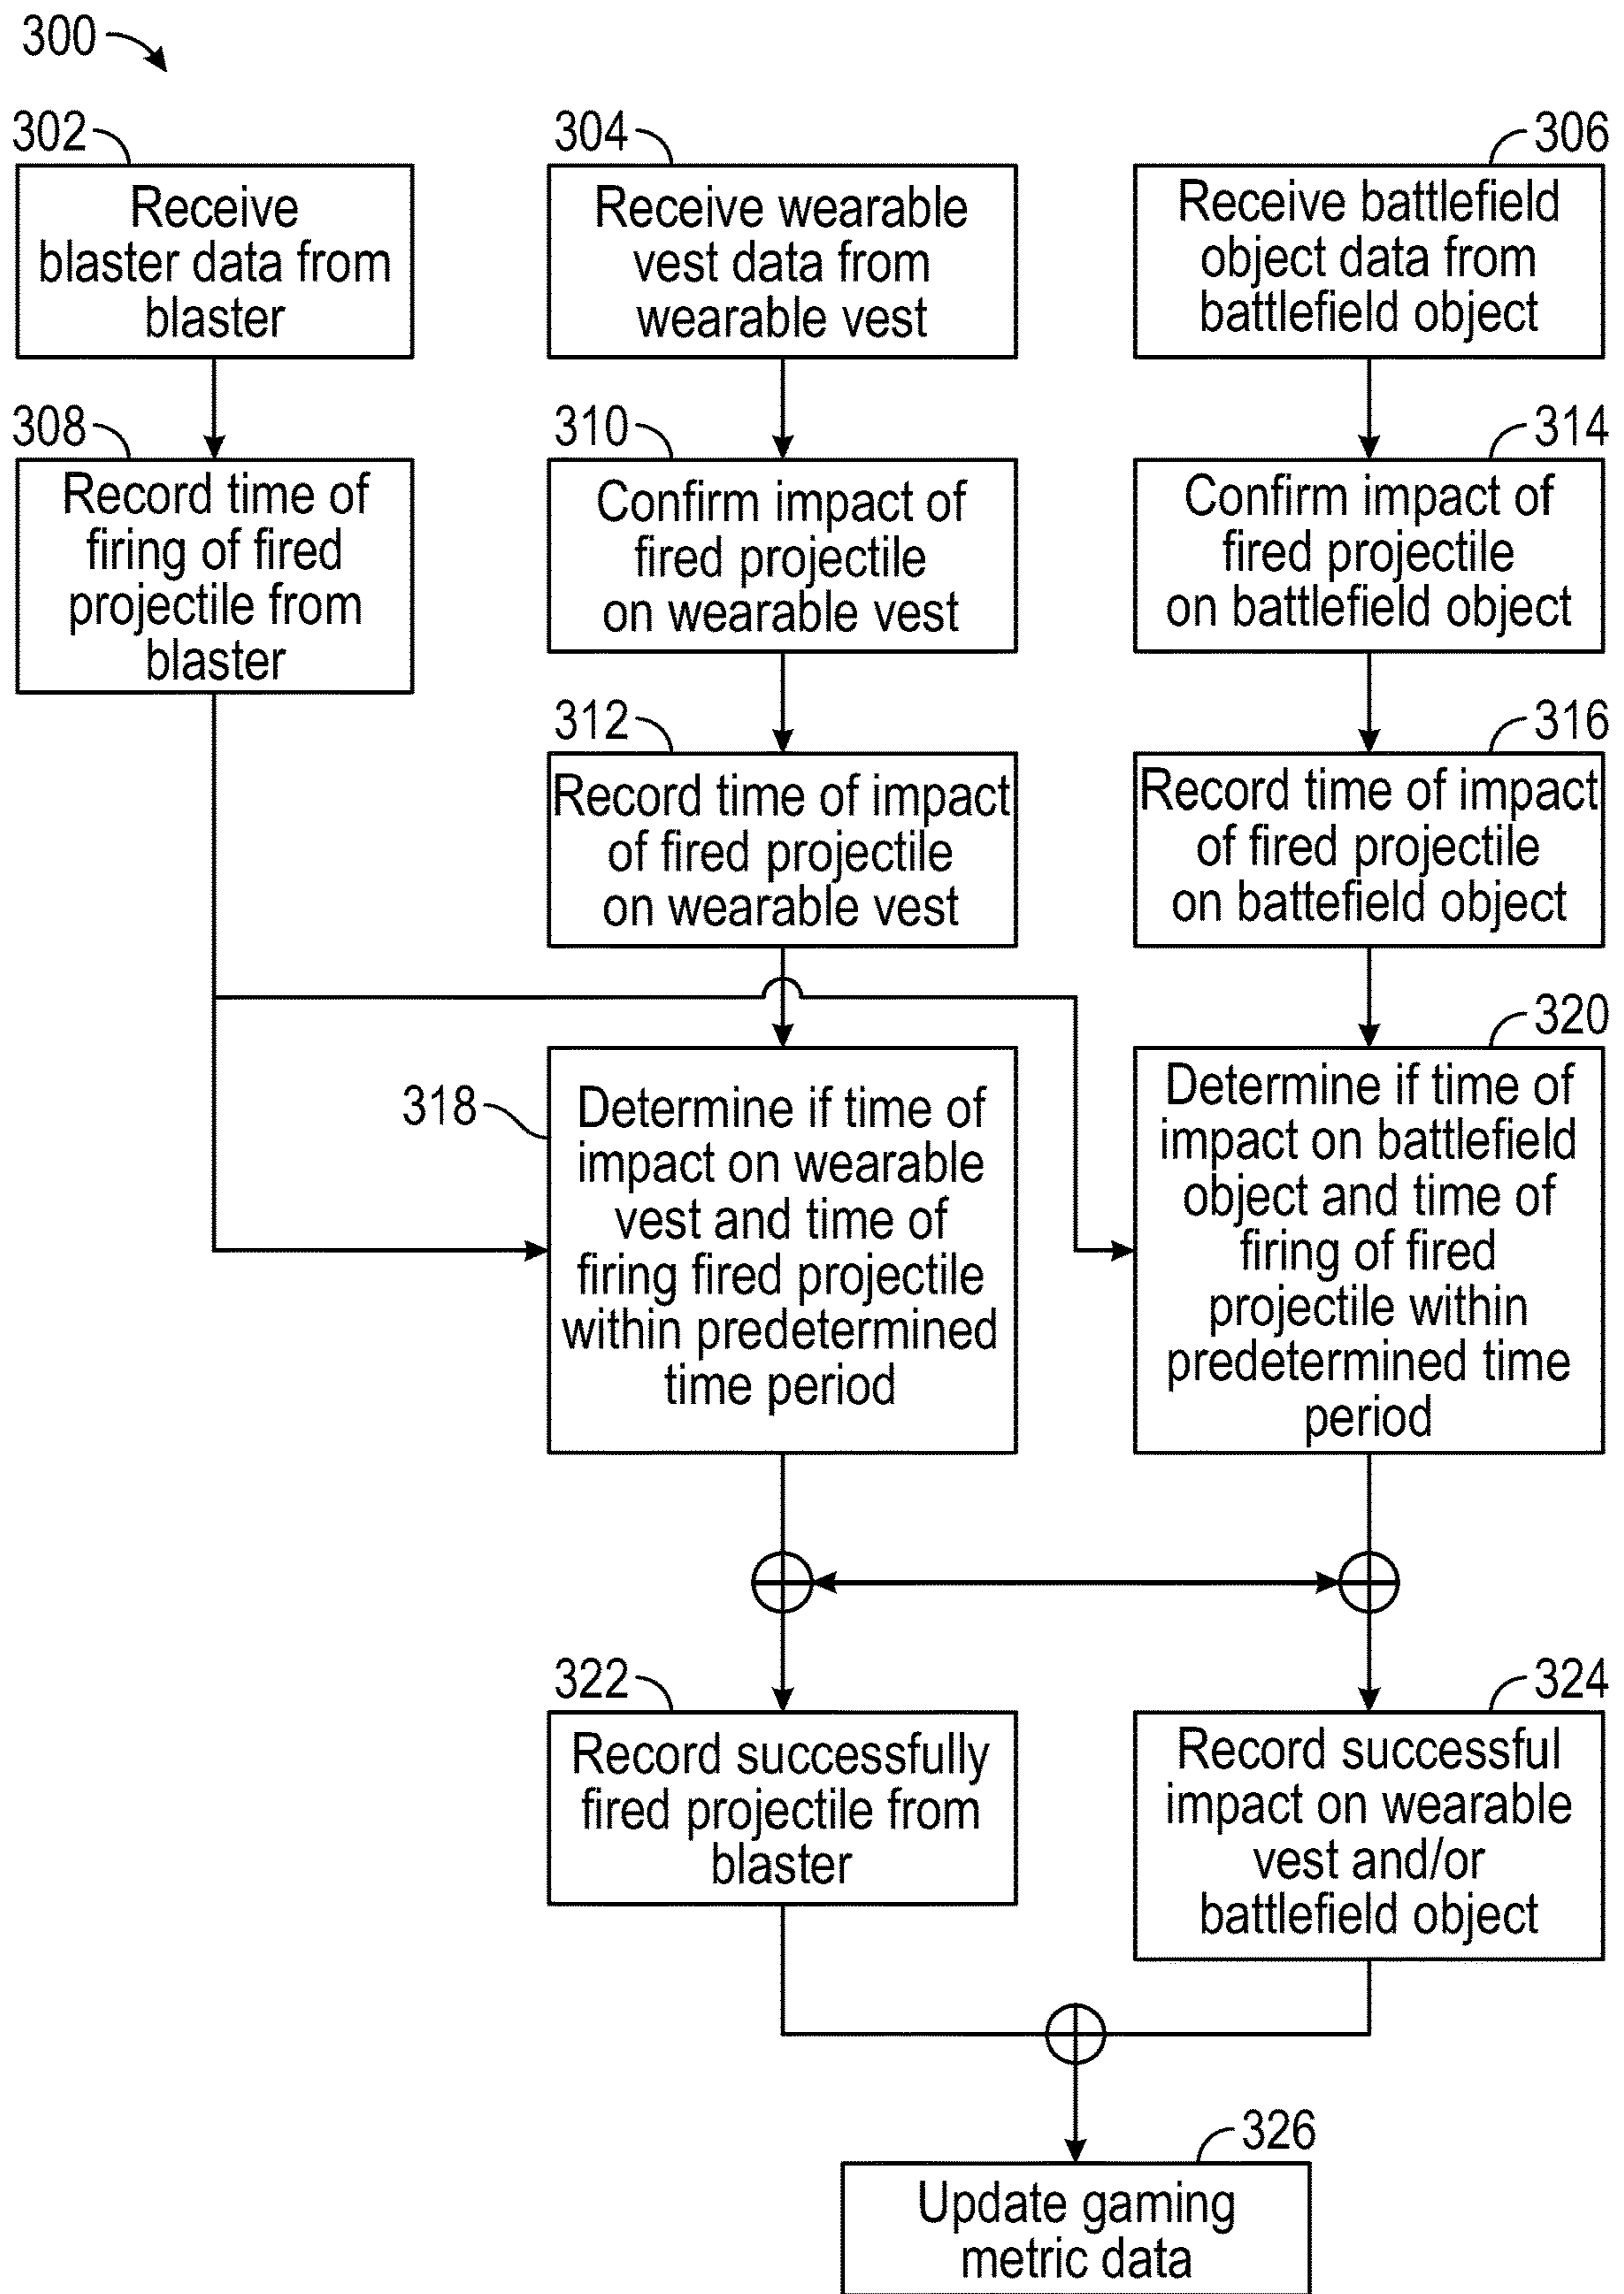 300
302
Receive
blaster data from
blaster
304
Receive wearable
vest data from
wearable vest
306
Receive battlefield
object data from
battlefield object
308
Record time of
firing of fired
projectile from
blaster
310
Confirm impact of
fired projectile
on wearable vest
314
Confirm impact of
fired projectile
on battlefield object
312
Record time of impact
of fired projectile
on wearable vest
316
Record time of impact
of fired projectile
on battefield object
318
Determine if time of
impact on wearable
vest and time of
firing fired projectile
within predetermined
time period
320
Determine if time of
impact on battlefield
object and time of
firing of fired
projectile within
predetermined time
period
322
Record successfully
fired projectile from
blaster
324
Record successful
impact on wearable
vest and/or
battlefield object
326
Update gaming
metric data